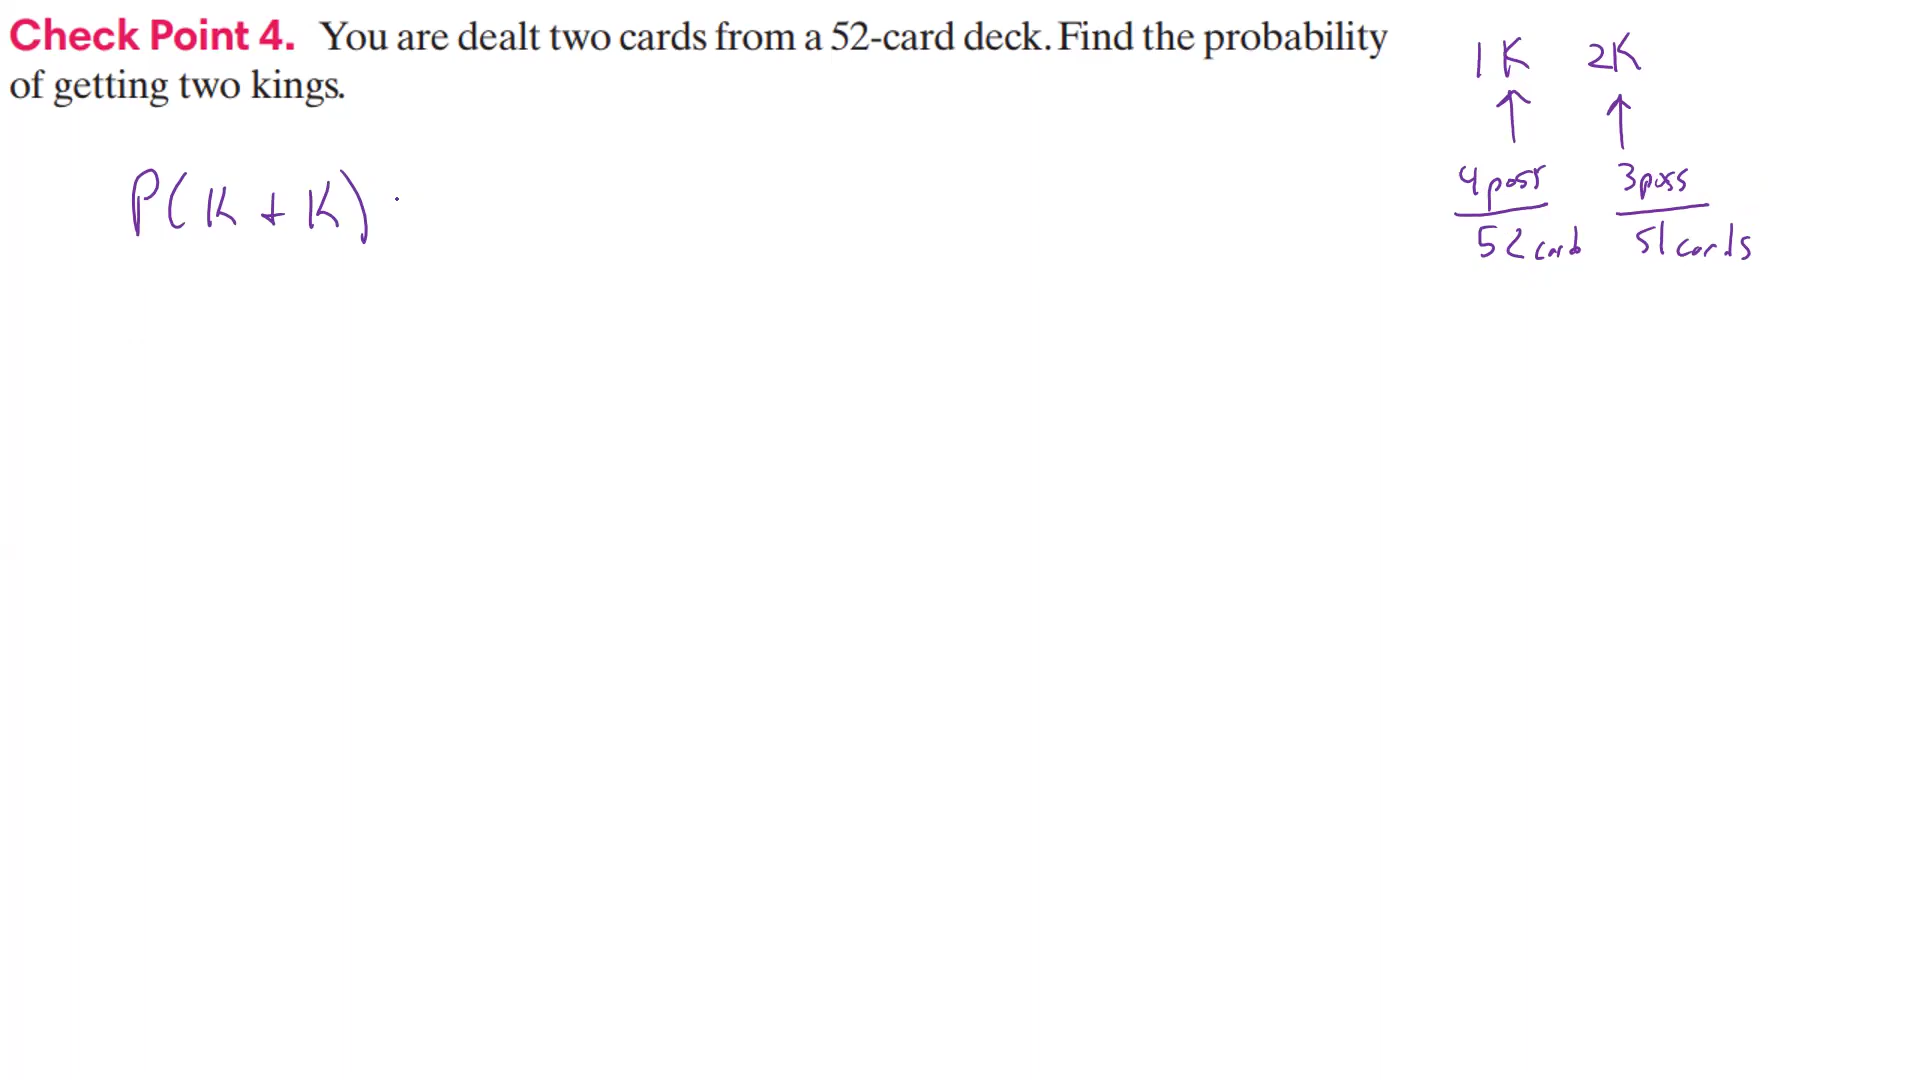 Check Point 4. You are dealt two cards from a 52-card deck. Find the probability
of getting two kings.
1K 2K
4 poss 3 poss
52 cards 51 cards
P(K + K)